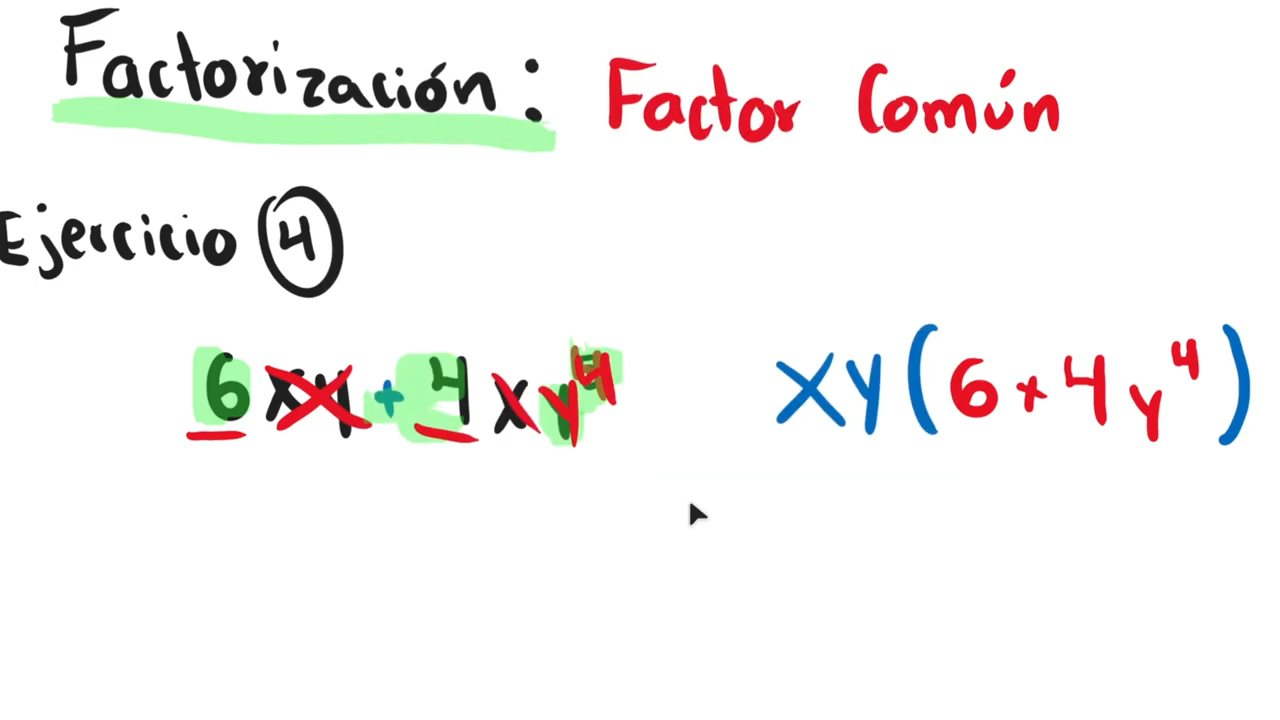 Factorización: Factor Común
Ejercicio 4
6xy + 4xy⁴ xy(6+4y⁴)